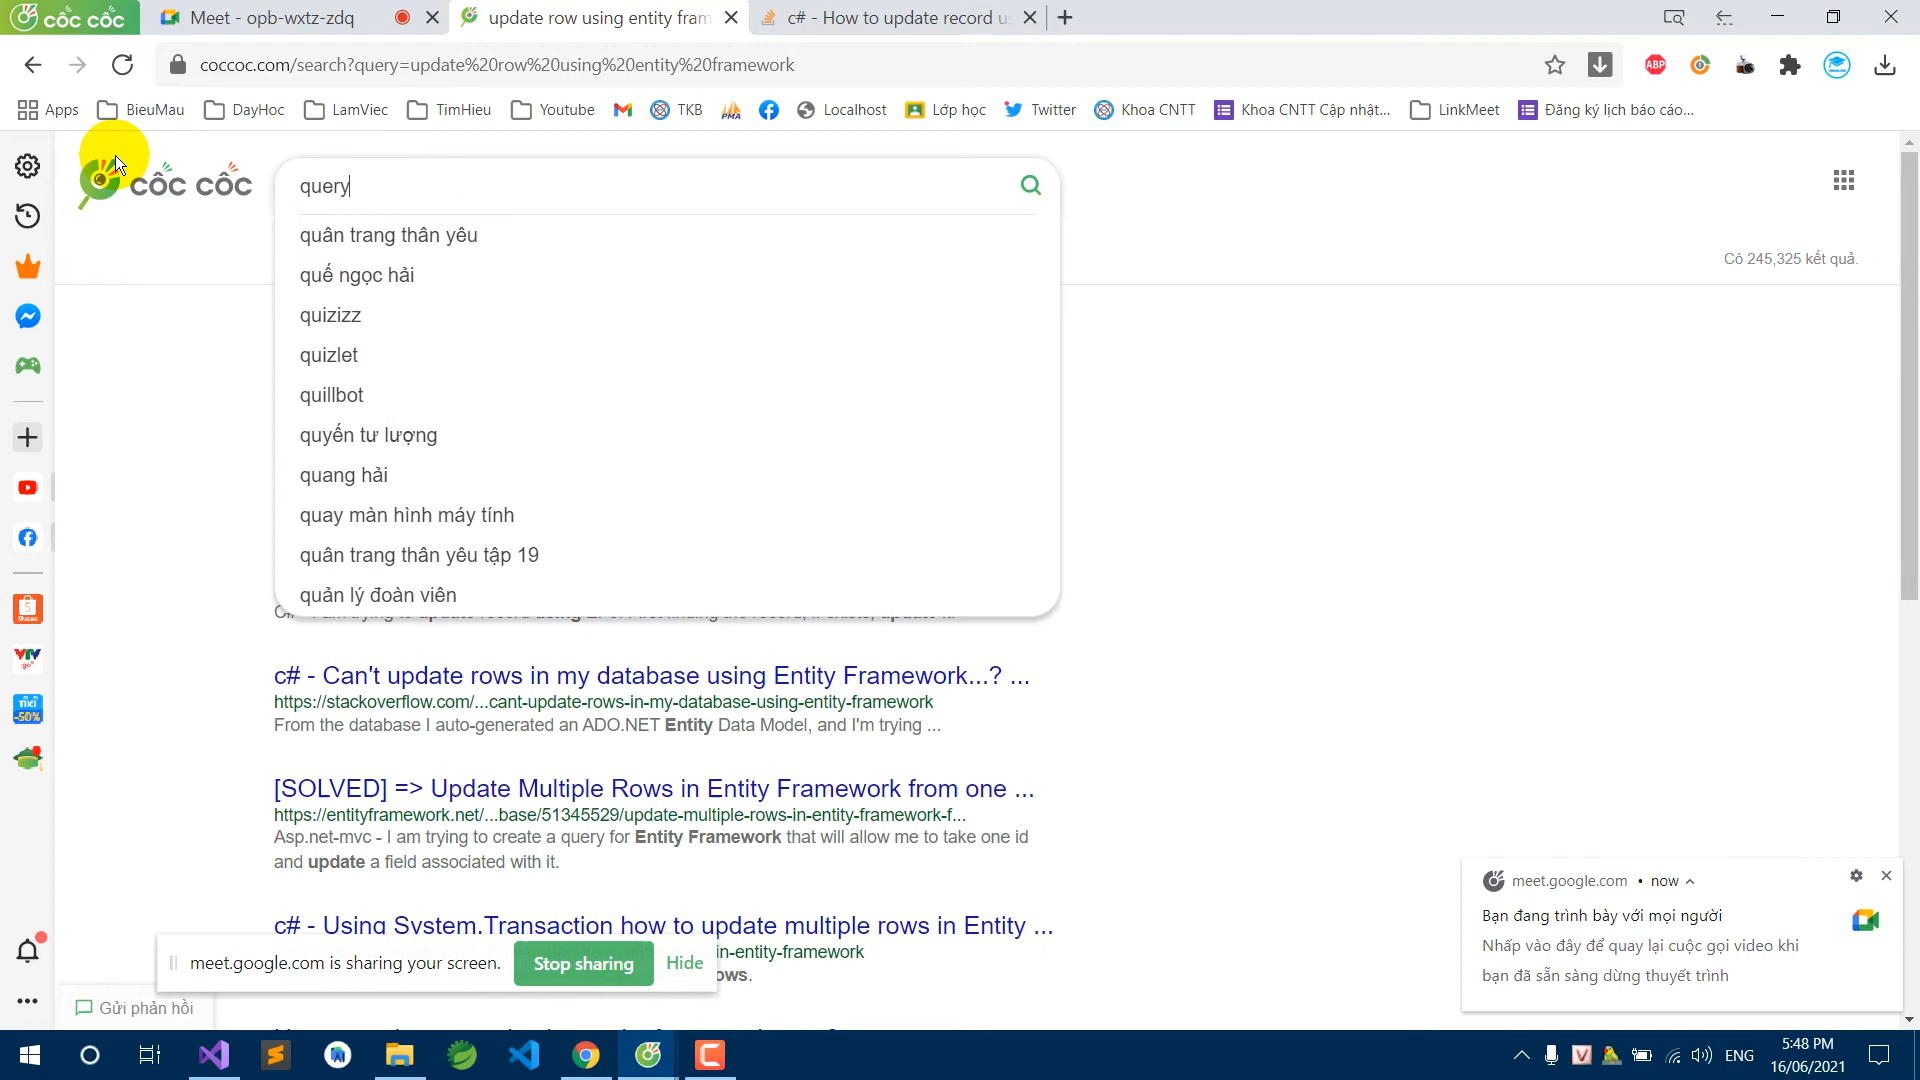 cốc cốc
Meet - opb-wxtz-zdq
update row using entity fram
c# - How to update record u
coccoc.com/search?query=update%20row%20using%20entity%20framework
ABP
Apps
BieuMau
DayHoc
LamViec
TimHieu
Youtube
TKB
PMA
Localhost
Lớp học
Twitter
Khoa CNTT
Khoa CNTT Cập nhật...
LinkMeet
Đăng ký lịch báo cáo...
cốc cốc
query
Có 245,325 kết quả.
quân trang thân yêu
quế ngọc hải
quizizz
quizlet
quillbot
quyến tư lượng
quang hải
quay màn hình máy tính
quân trang thân yêu tập 19
quản lý đoàn viên
c# - Can't update rows in my database using Entity Framework...? ...
https://stackoverflow.com/...cant-update-rows-in-my-database-using-entity-framework
From the database I auto-generated an ADO.NET Entity Data Model, and I'm trying ...
[SOLVED] => Update Multiple Rows in Entity Framework from one ...
https://entityframework.net/...base/51345529/update-multiple-rows-in-entity-framework-f...
Asp.net-mvc - I am trying to create a query for Entity Framework that will allow me to take one id
and update a field associated with it.
c# - Using System.Transaction how to update multiple rows in Entity ...
in-entity-framework
ows.
meet.google.com is sharing your screen.
Stop sharing
Hide
Gửi phản hồi
meet.google.com • now
Bạn đang trình bày với mọi người
Nhấp vào đây để quay lại cuộc gọi video khi
bạn đã sẵn sàng dừng thuyết trình
ENG
5:48 PM
16/06/2021